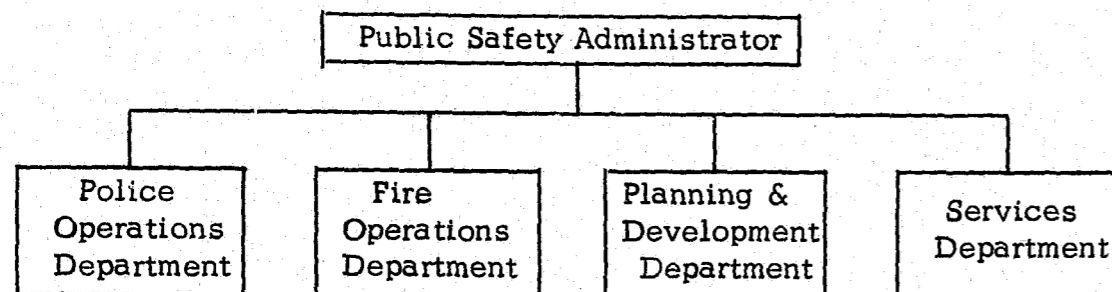 Public Safety Administrator
Police
Operations
Department
Fire
Operations
Department
Planning &
Development
Department
Services
Department